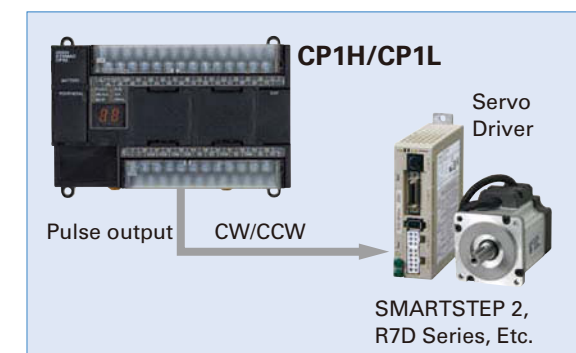 CP1H/CP1L
Servo
Driver
Pulse output
CW/CCW
SMARTSTEP 2,
R7D Series, Etc.